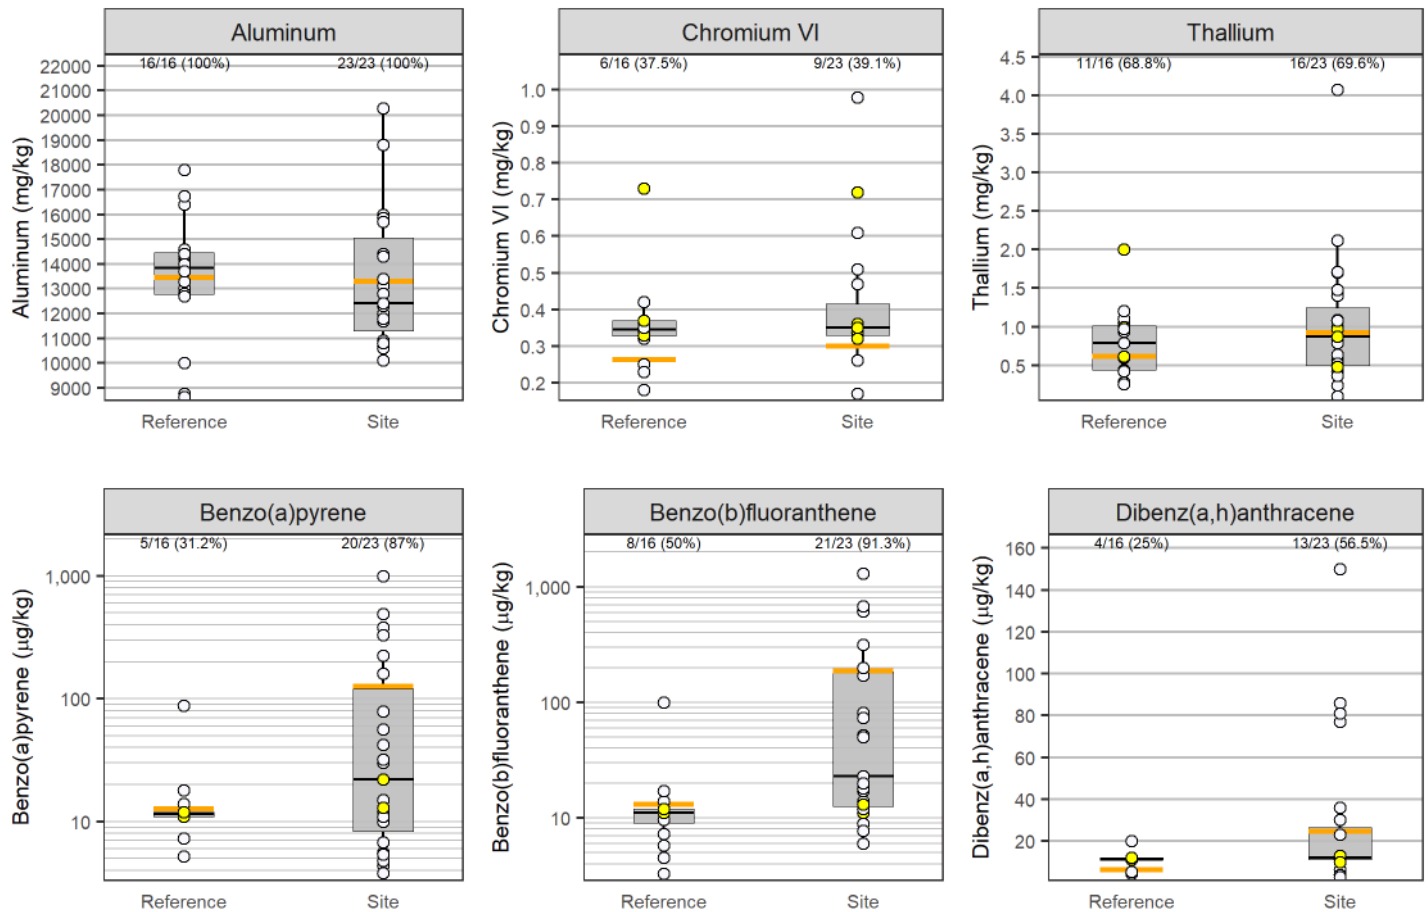 Aluminum
16/16 (100%) 23/23 (100%)
Aluminum (mg/kg)
22000
21000
20000
19000
18000
17000
16000
15000
14000
13000
12000
11000
10000
9000
Reference Site
Chromium VI
6/16 (37.5%) 9/23 (39.1%)
Chromium VI (mg/kg)
1.0
0.9
0.8
0.7
0.6
0.5
0.4
0.3
0.2
Reference Site
Thallium
11/16 (68.8%) 16/23 (69.6%)
Thallium (mg/kg)
4.5
4.0
3.5
3.0
2.5
2.0
1.5
1.0
0.5
Reference Site
Benzo(a)pyrene
5/16 (31.2%) 20/23 (87%)
Benzo(a)pyrene (μg/kg)
1,000
100
10
Reference Site
Benzo(b)fluoranthene
8/16 (50%) 21/23 (91.3%)
Benzo(b)fluoranthene (μg/kg)
1,000
100
10
Reference Site
Dibenz(a,h)anthracene
4/16 (25%) 13/23 (56.5%)
Dibenz(a,h)anthracene (μg/kg)
160
140
120
100
80
60
40
20
Reference Site